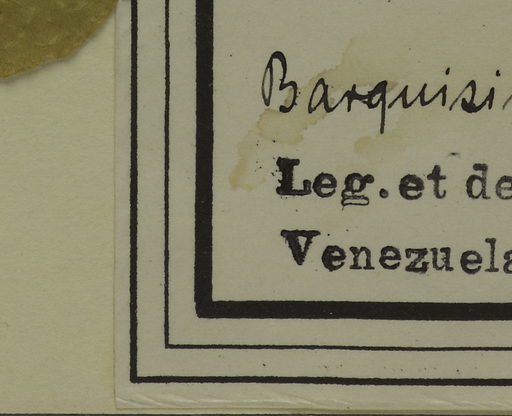 Barquisi
Leg. et de
Venezuela